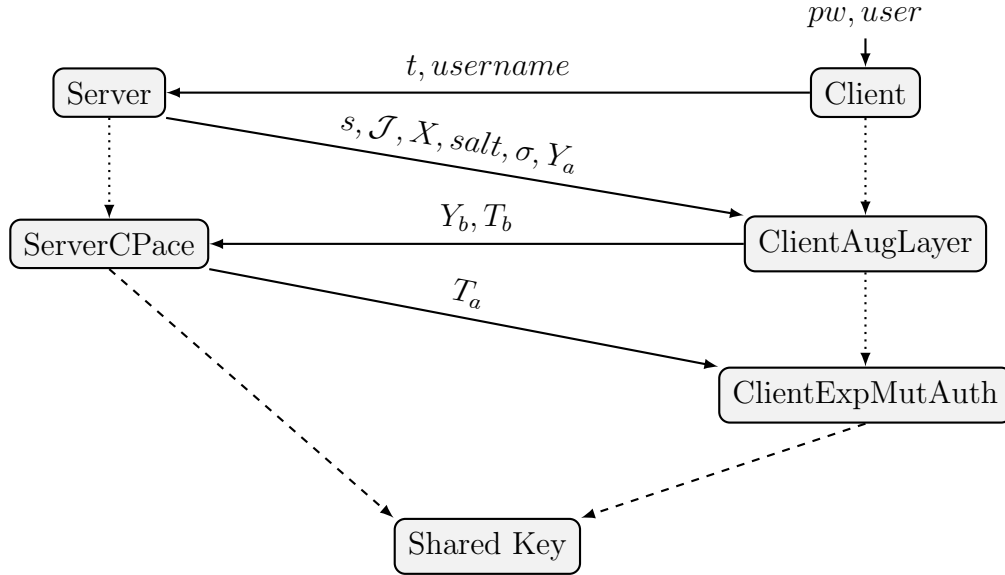 pw, user
t, username
Server
Client
s, 𝒥, X, salt, σ, Y_a
Y_b, T_b
ServerCPace
ClientAugLayer
T_a
ClientExpMutAuth
Shared Key